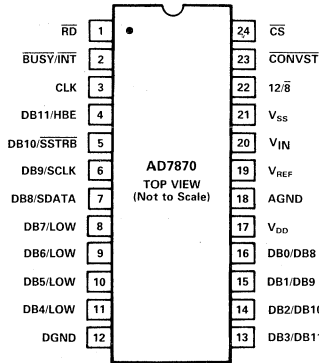 RD 1 24 CS
BUSY/INT 2 23 CONVST
CLK 3 22 12/8
DB11/HBE 4 21 VSS
DB10/SSTRB 5 20 VIN
DB9/SCLK 6 19 VREF
DB8/SDATA 7 18 AGND
DB7/LOW 8 17 VDD
DB6/LOW 9 16 DB0/DB8
DB5/LOW 10 15 DB1/DB9
DB4/LOW 11 14 DB2/DB10
DGND 12 13 DB3/DB11
AD7870
TOP VIEW
(Not to Scale)